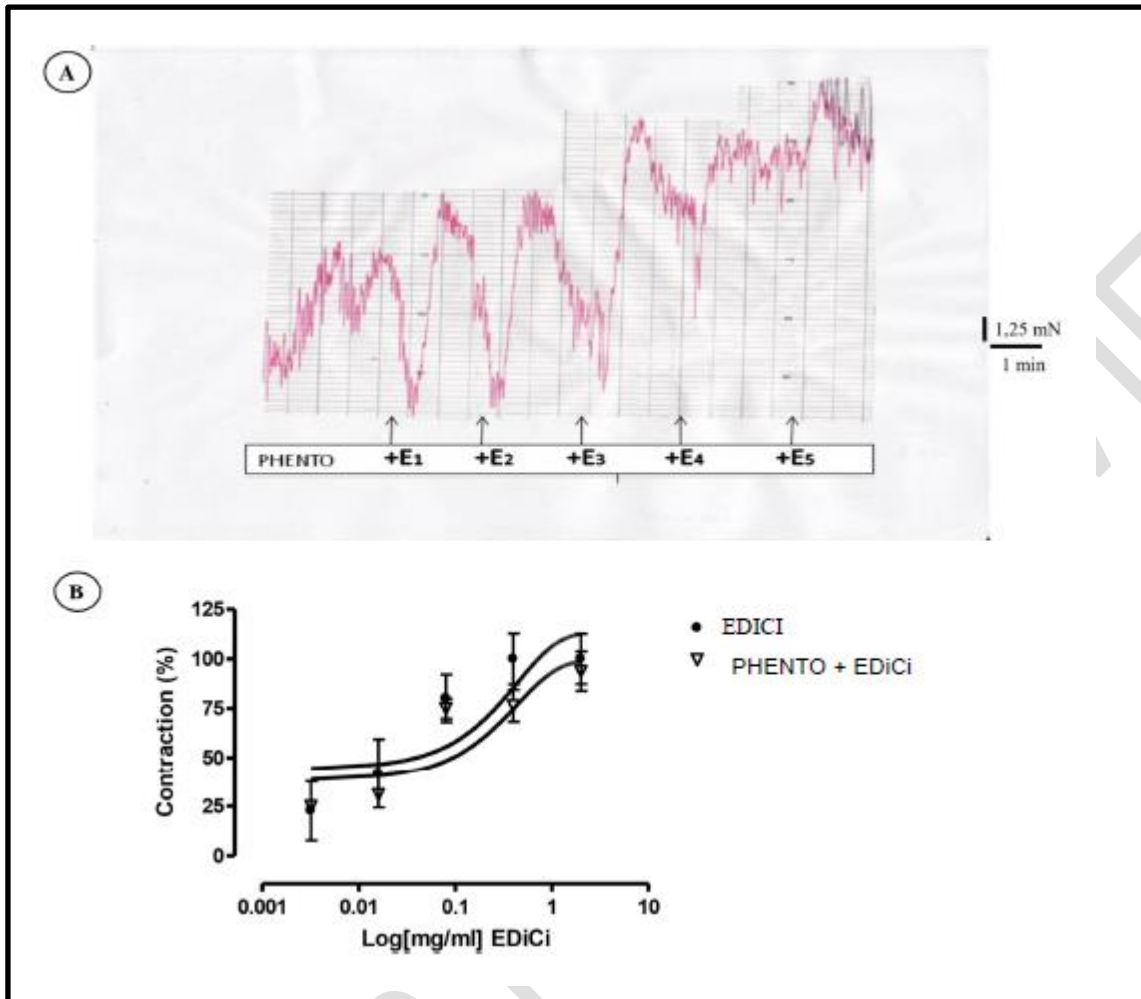 A
1,25 mN
1 min
PHENTO +E1 +E2 +E3 +E4 +E5
B
125
100
75
50
25
0
Contraction (%)
0.001 0.01 0.1 1 10
Log[mg/ml] EDiCi
EDICI
PHENTO + EDiCi